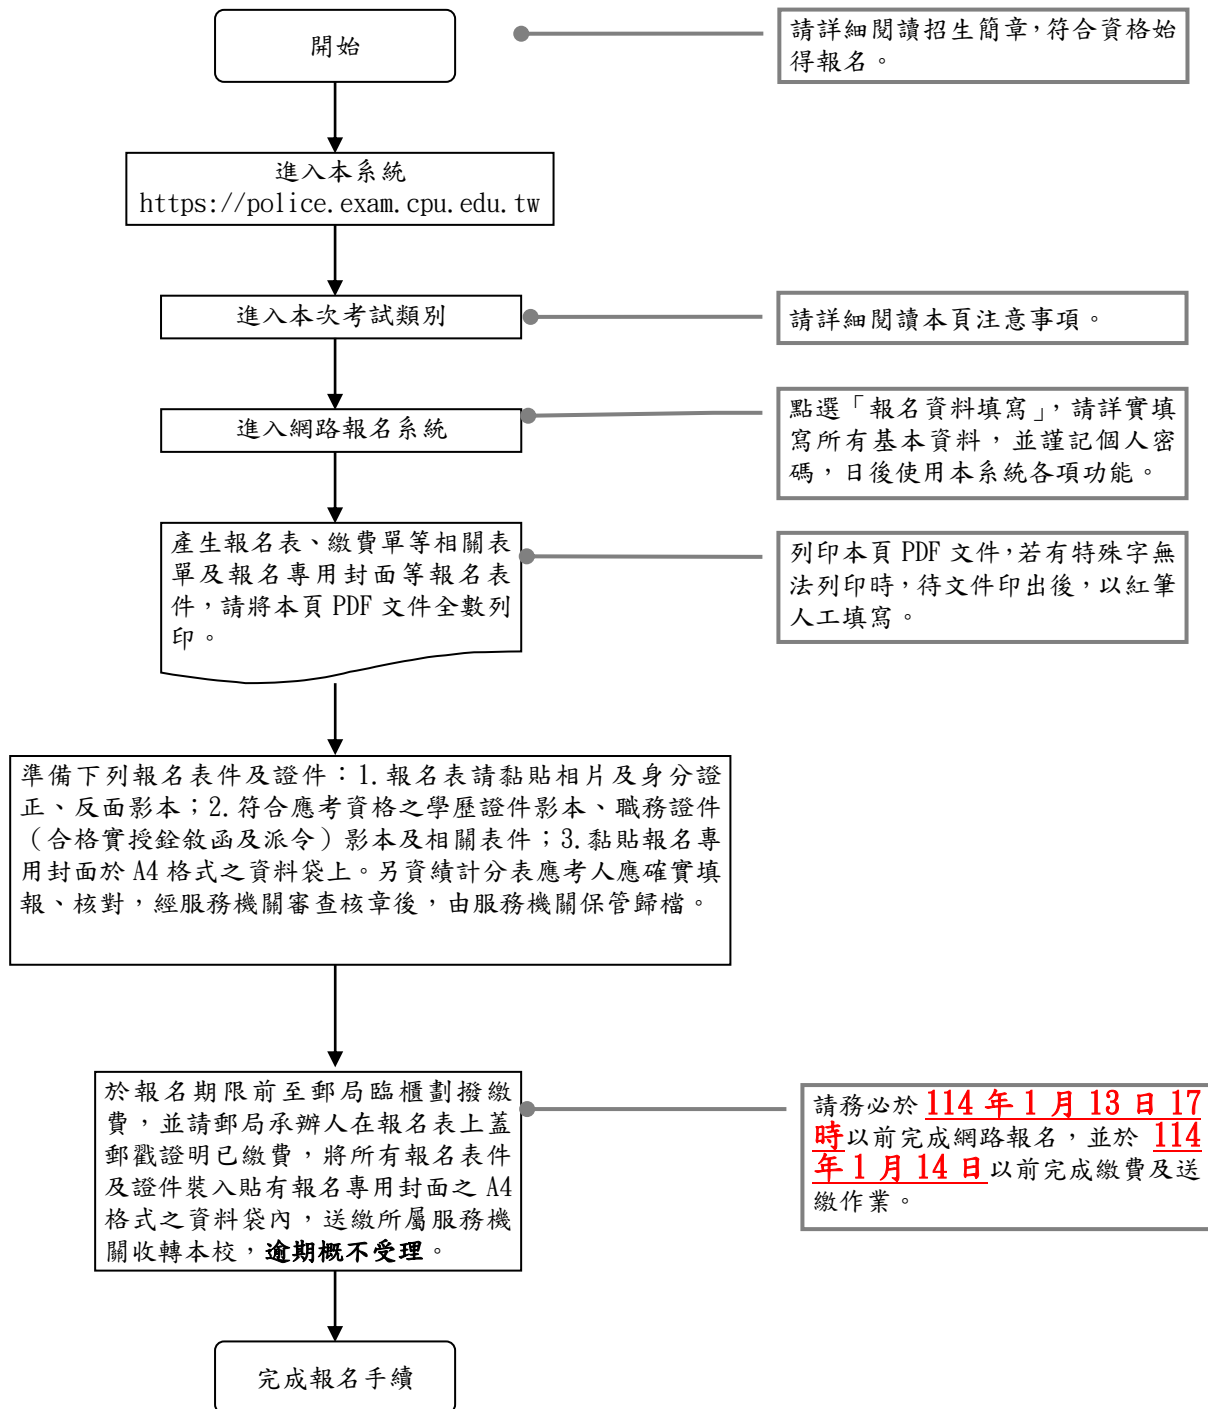 開始
請詳細閱讀招生簡章，符合資格始
得報名。
進入本系統
https://police.exam.cpu.edu.tw
進入本次考試類別
請詳細閱讀本頁注意事項。
進入網路報名系統
點選「報名資料填寫」，請詳實填
寫所有基本資料，並謹記個人密
碼，日後使用本系統各項功能。
產生報名表、繳費單等相關表
單及報名專用封面等報名表
件，請將本頁 PDF 文件全數列
印。
列印本頁 PDF 文件，若有特殊字無
法列印時，待文件印出後，以紅筆
人工填寫。
準備下列報名表件及證件：1.報名表請黏貼相片及身分證
正、反面影本；2.符合應考資格之學歷證件影本、職務證件
（合格實授銓敘函及派令）影本及相關表件；3.黏貼報名專
用封面於 A4 格式之資料袋上。另資績計分表應考人應確實填
報、核對，經服務機關審查核章後，由服務機關保管歸檔。
於報名期限前至郵局臨櫃劃撥繳
費，並請郵局承辦人在報名表上蓋
郵戳證明已繳費，將所有報名表件
及證件裝入貼有報名專用封面之 A4
格式之資料袋內，送繳所屬服務機
關收轉本校，逾期概不受理。
請務必於 114 年 1 月 13 日 17
時以前完成網路報名，並於 114
年 1 月 14 日以前完成繳費及送
繳作業。
完成報名手續